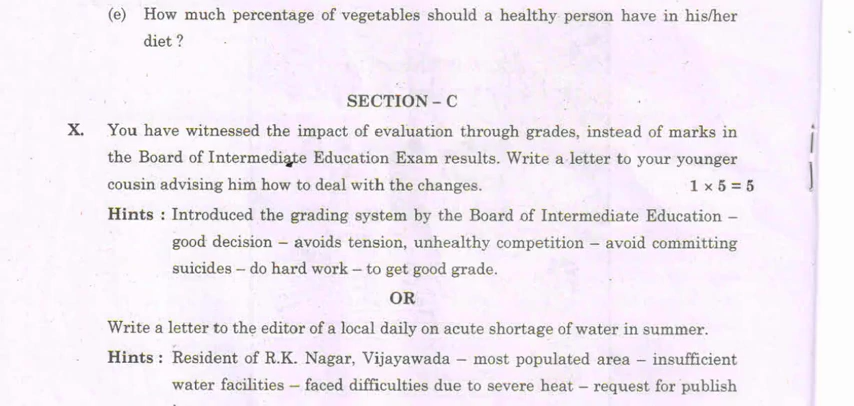 (e) How much percentage of vegetables should a healthy person have in his/her
diet ?
SECTION – C
X. You have witnessed the impact of evaluation through grades, instead of marks in
the Board of Intermediate Education Exam results. Write a letter to your younger
cousin advising him how to deal with the changes. 1 × 5 = 5
Hints : Introduced the grading system by the Board of Intermediate Education –
good decision – avoids tension, unhealthy competition – avoid committing
suicides – do hard work – to get good grade.
OR
Write a letter to the editor of a local daily on acute shortage of water in summer.
Hints : Resident of R.K. Nagar, Vijayawada – most populated area – insufficient
water facilities – faced difficulties due to severe heat – request for publish